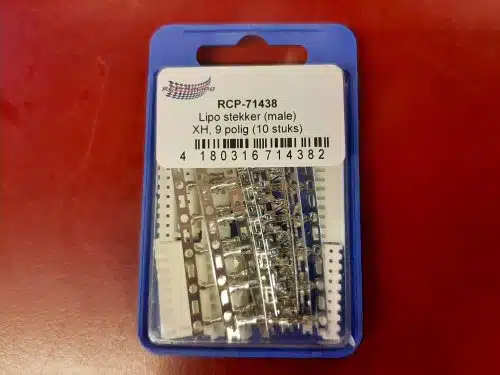 RCP-71438
Lipo stekker (male)
XH, 9 polig (10 stuks)
4 180316 714382